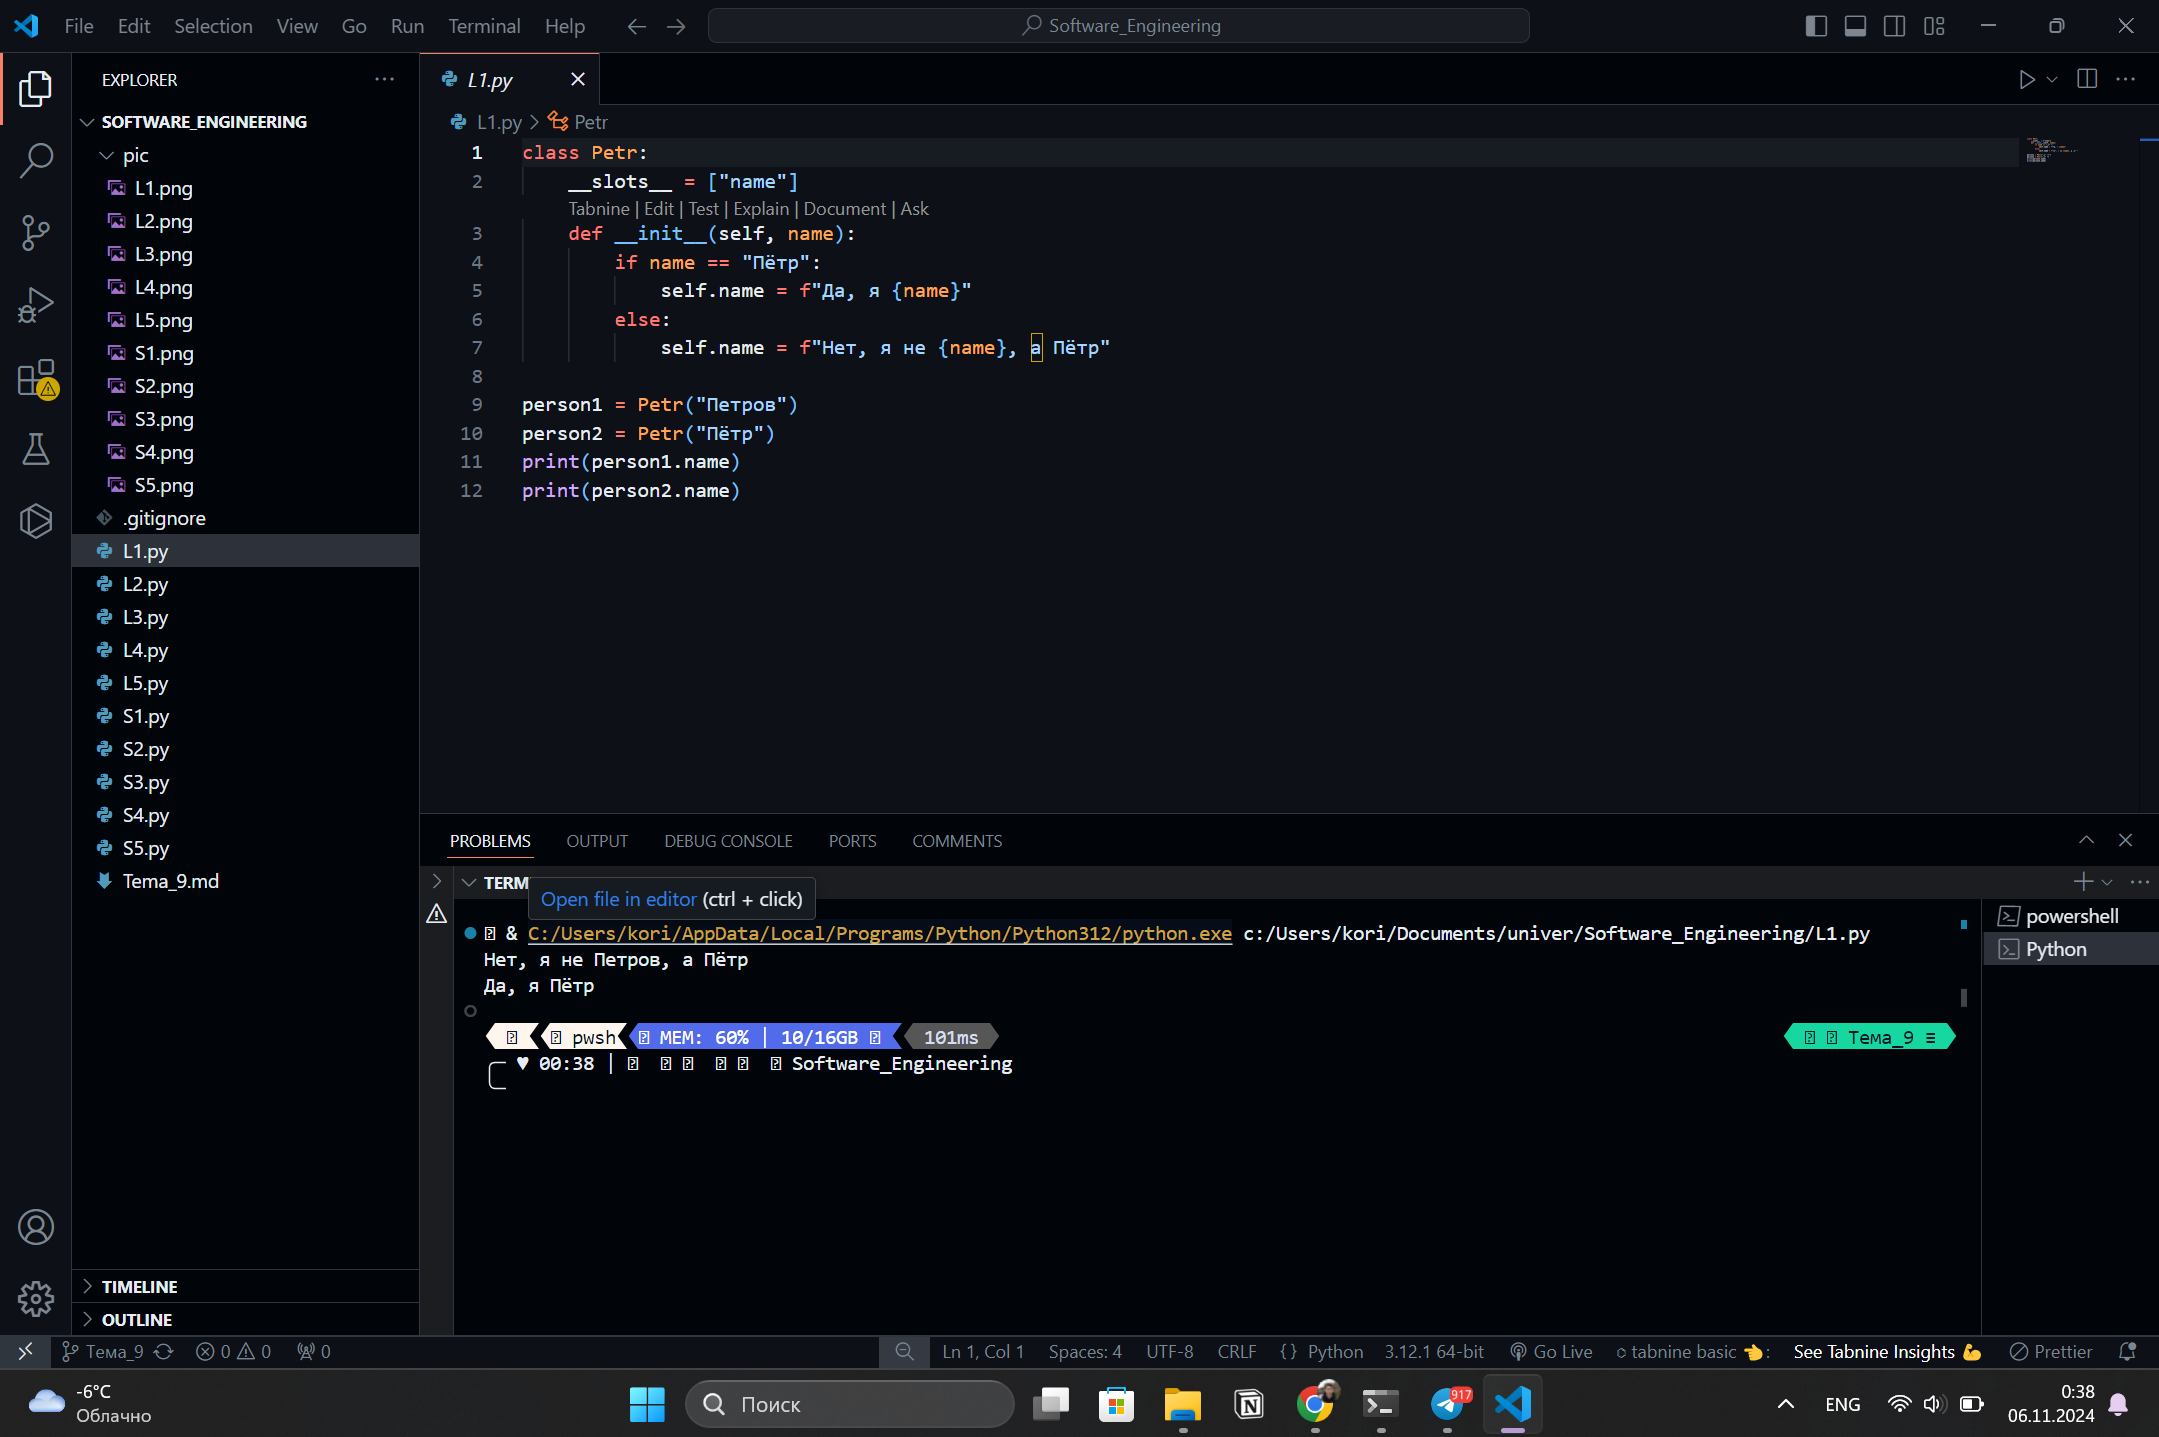 File Edit Selection View Go Run Terminal Help
Software_Engineering
EXPLORER
SOFTWARE_ENGINEERING
pic
L1.png
L2.png
L3.png
L4.png
L5.png
S1.png
S2.png
S3.png
S4.png
S5.png
.gitignore
L1.py
L2.py
L3.py
L4.py
L5.py
S1.py
S2.py
S3.py
S4.py
S5.py
Tema_9.md
TIMELINE
OUTLINE
L1.py
L1.py > Petr
1 class Petr:
2 __slots__ = ["name"]
Tabnine | Edit | Test | Explain | Document | Ask
3 def __init__(self, name):
4 if name == "Пётр":
5 self.name = f"Да, я {name}"
6 else:
7 self.name = f"Нет, я не {name}, а Пётр"
8
9 person1 = Petr("Петров")
10 person2 = Petr("Пётр")
11 print(person1.name)
12 print(person2.name)
PROBLEMS OUTPUT DEBUG CONSOLE PORTS COMMENTS
TERM
Open file in editor (ctrl + click)
& C:/Users/kori/AppData/Local/Programs/Python/Python312/python.exe c:/Users/kori/Documents/univer/Software_Engineering/L1.py
Нет, я не Петров, а Пётр
Да, я Пётр
pwsh MEM: 60% | 10/16GB 101ms Тема_9 ≡
♥ 00:38 | Software_Engineering
powershell
Python
Тема_9 0 0 0 Ln 1, Col 1 Spaces: 4 UTF-8 CRLF {} Python 3.12.1 64-bit Go Live tabnine basic 👈: See Tabnine Insights 💪 Prettier
-6°C
Облачно
Поиск
917
ENG
0:38
06.11.2024